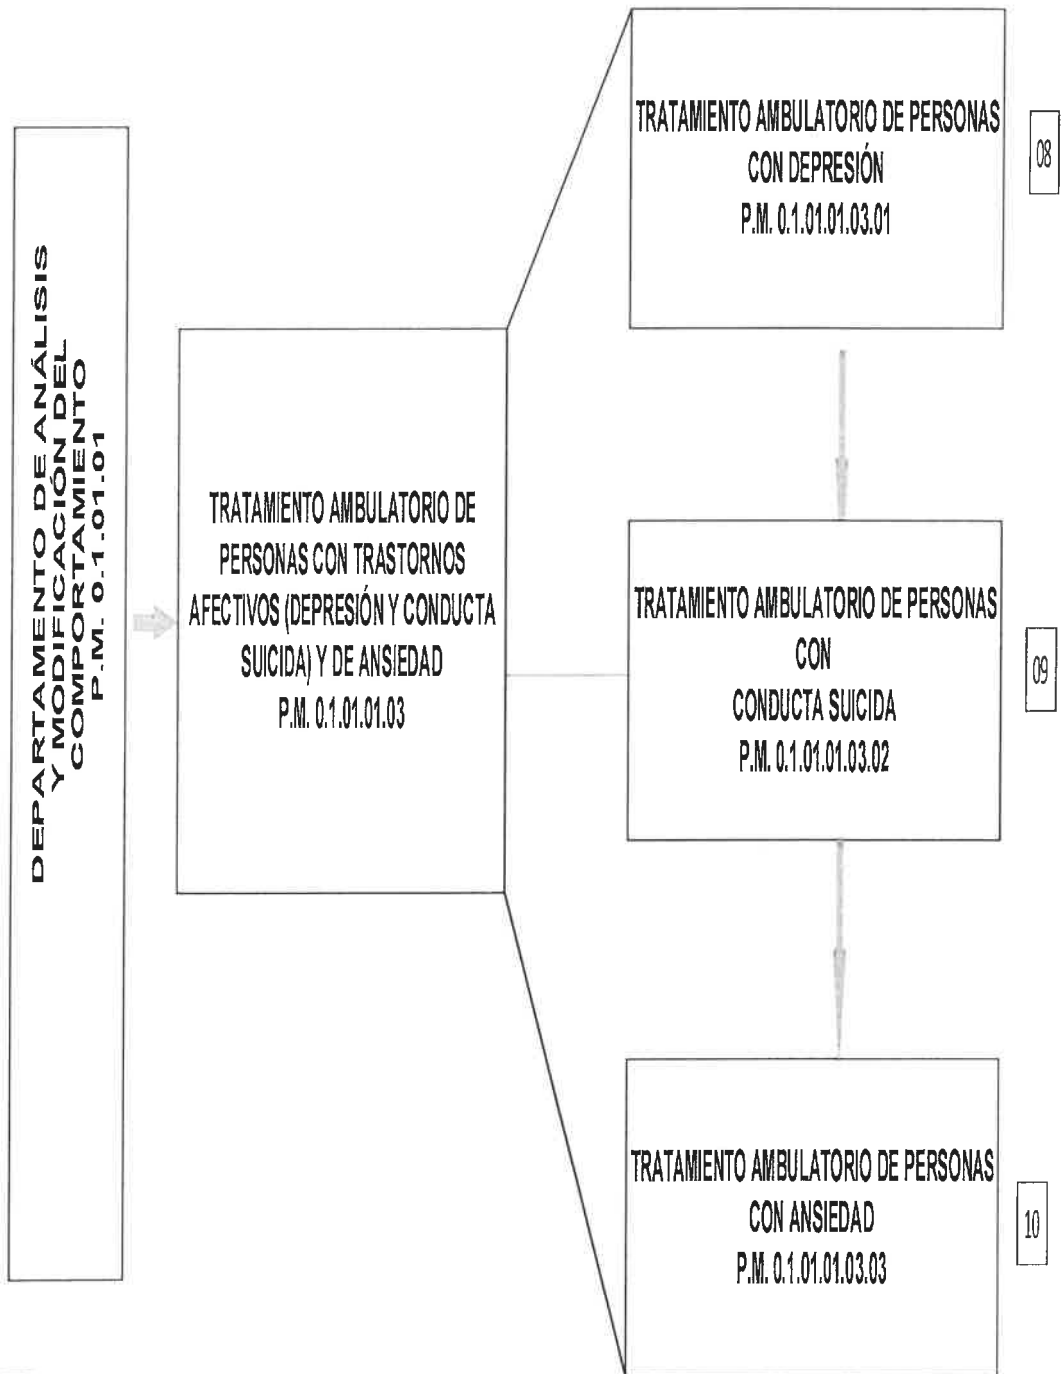 DEPARTAMENTO DE ANÁLISIS
Y MODIFICACIÓN DEL
COMPORTAMIENTO
P.M. 0.1.01.01
TRATAMIENTO AMBULATORIO DE
PERSONAS CON TRASTORNOS
AFECTIVOS (DEPRESIÓN Y CONDUCTA
SUICIDA) Y DE ANSIEDAD
P.M. 0.1.01.01.03
TRATAMIENTO AMBULATORIO DE PERSONAS
CON DEPRESIÓN
P.M. 0.1.01.01.03.01
08
TRATAMIENTO AMBULATORIO DE PERSONAS
CON
CONDUCTA SUICIDA
P.M. 0.1.01.01.03.02
09
TRATAMIENTO AMBULATORIO DE PERSONAS
CON ANSIEDAD
P.M. 0.1.01.01.03.03
10